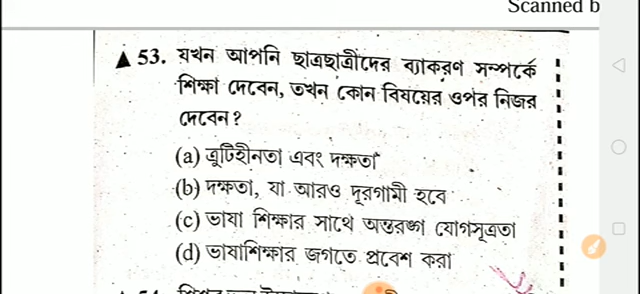 Scanned b
▲ 53. যখন আপনি ছাত্রছাত্রীদের ব্যাকরণ সম্পর্কে
শিক্ষা দেবেন, তখন কোন বিষয়ের ওপর নিজর
দেবেন?
(a) ত্রুটিহীনতা এবং দক্ষতা
(b) দক্ষতা, যা আরও দূরগামী হবে
(c) ভাষা শিক্ষার সাথে অন্তরঙ্গ যোগসূত্রতা
(d) ভাষাশিক্ষার জগতে প্রবেশ করা